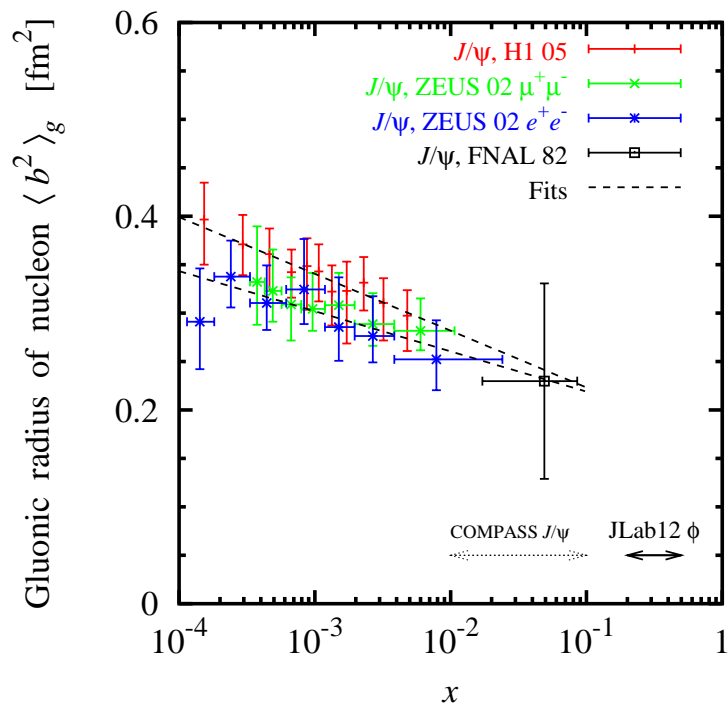 Gluonic radius of nucleon ⟨ b² ⟩g [fm²]
0.6
0.4
0.2
0
J/ψ, H1 05
J/ψ, ZEUS 02 μ⁺μ⁻
J/ψ, ZEUS 02 e⁺e⁻
J/ψ, FNAL 82
Fits
COMPASS J/ψ
JLab12 ϕ
10⁻⁴ 10⁻³ 10⁻² 10⁻¹ 1
x